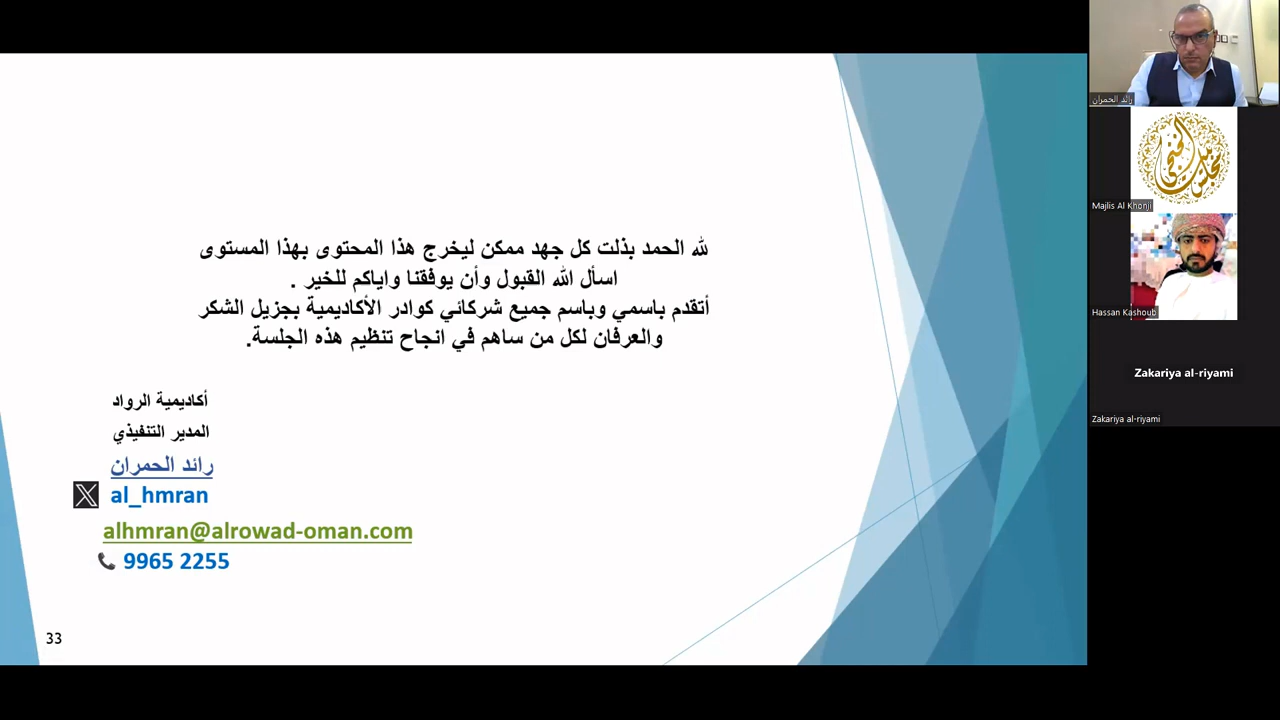 لله الحمد بذلت كل جهد ممكن ليخرج هذا المحتوى بهذا المستوى
اسأل الله القبول وأن يوفقنا واياكم للخير .
أتقدم باسمي وباسم جميع شركائي كوادر الأكاديمية بجزيل الشكر
والعرفان لكل من ساهم في انجاح تنظيم هذه الجلسة.
أكاديمية الرواد
المدير التنفيذي
رائد الحمران
al_hmran
alhmran@alrowad-oman.com
9965 2255
33
رائد الحمران
مجلس الخنجي
Majlis Al Khonji
Hassan Kashoub
Zakariya al-riyami
Zakariya al-riyami